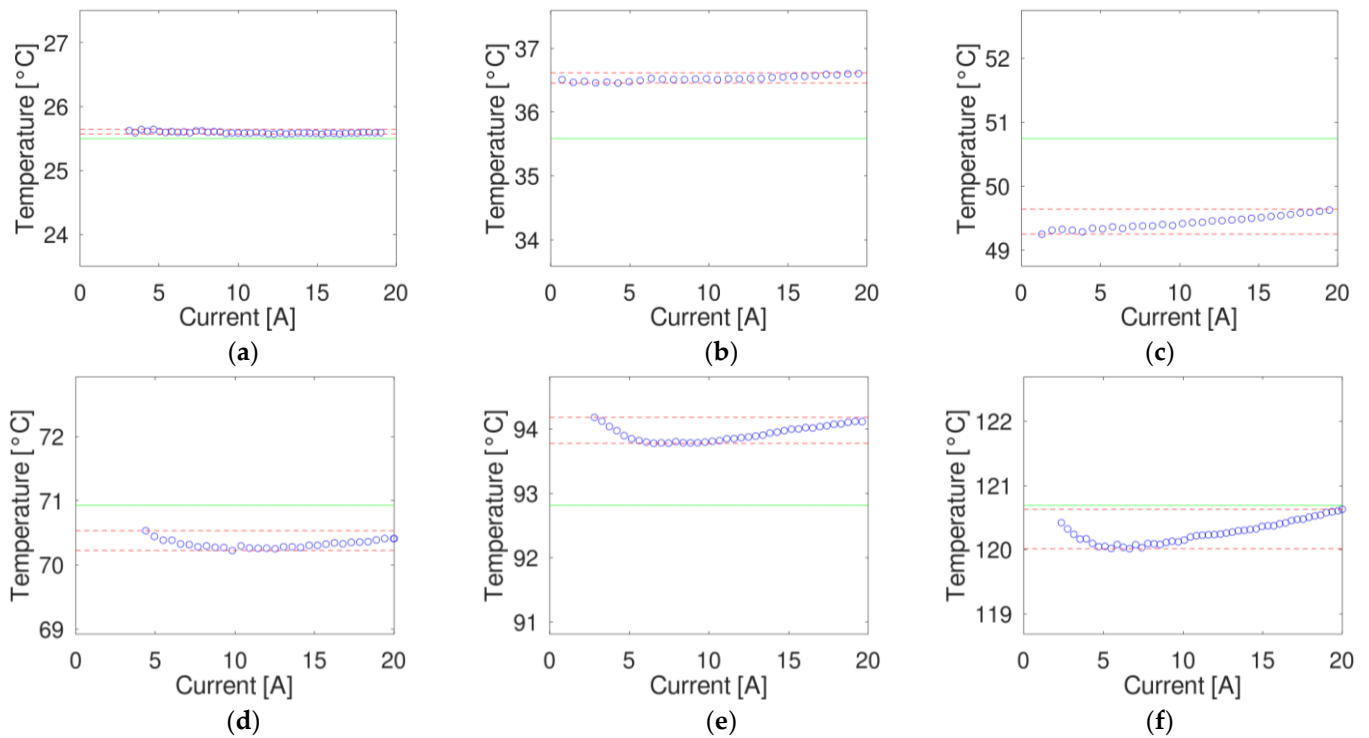 Temperature [°C]
27
26
25
24
0 5 10 15 20
Current [A]
(a)
Temperature [°C]
37
36
35
34
0 5 10 15 20
Current [A]
(b)
Temperature [°C]
52
51
50
49
0 5 10 15 20
Current [A]
(c)
Temperature [°C]
72
71
70
69
0 5 10 15 20
Current [A]
(d)
Temperature [°C]
94
93
92
91
0 5 10 15 20
Current [A]
(e)
Temperature [°C]
122
121
120
119
0 5 10 15 20
Current [A]
(f)